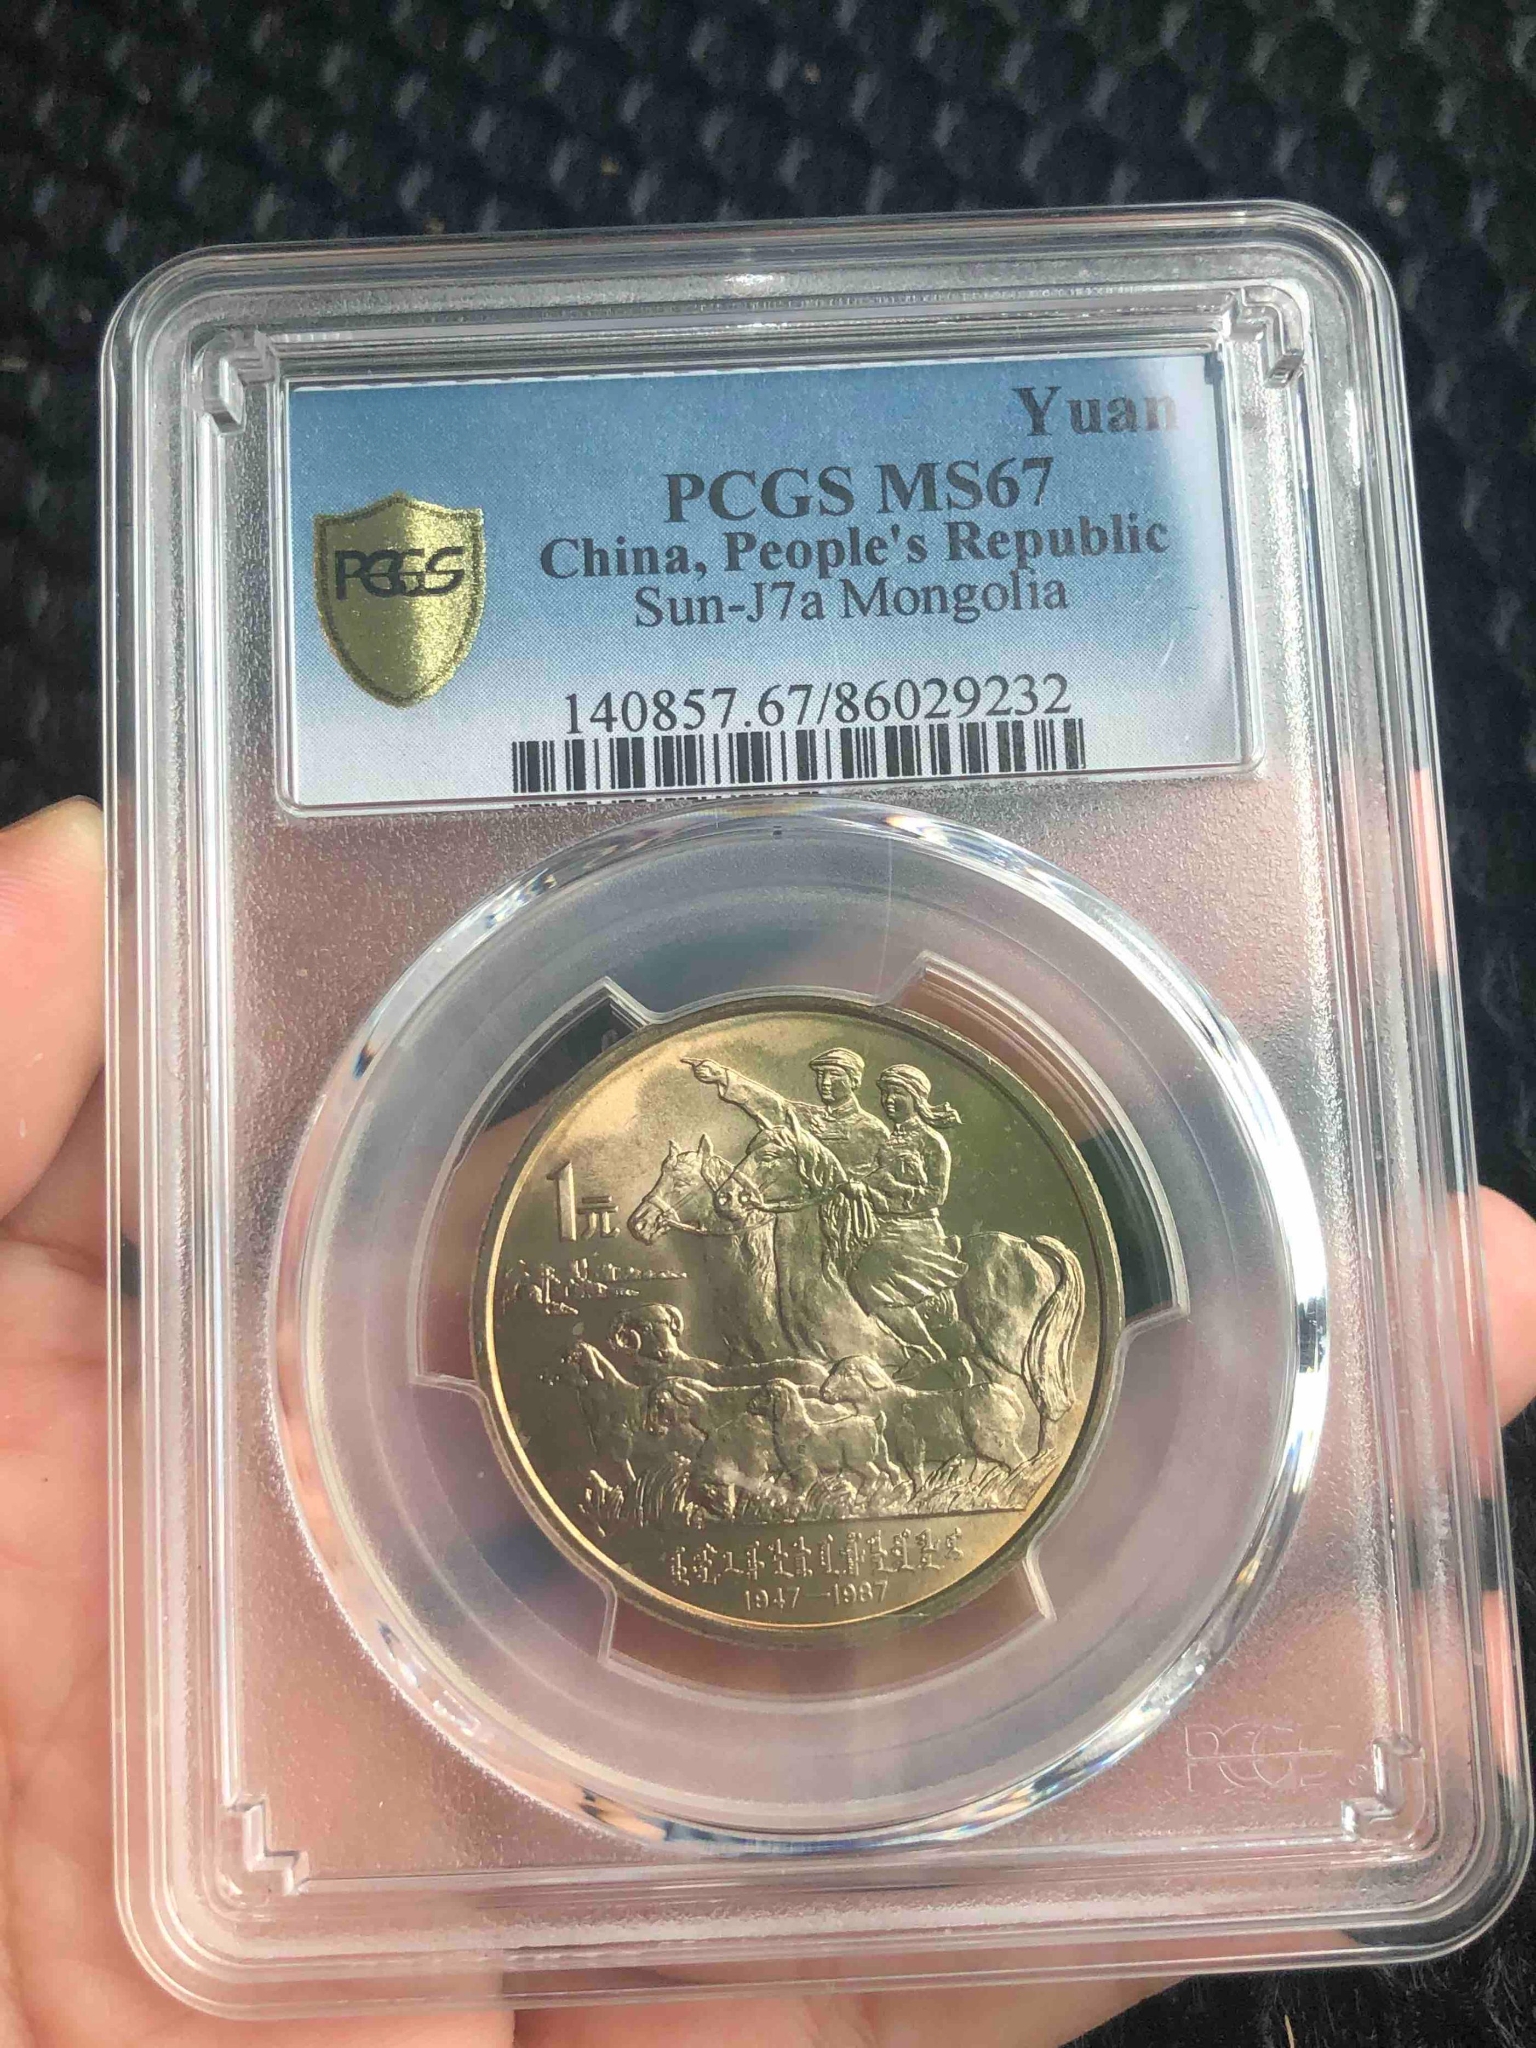 Yuan
PCGS MS67
China, People's Republic
Sun-J7a Mongolia
PCGS
140857.67/86029232
1元
1947—1987
PCGS